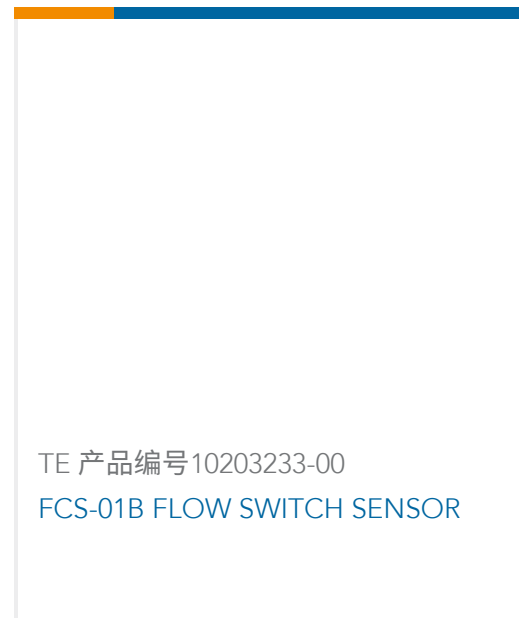 TE 产品编号10203233-00
FCS-01B FLOW SWITCH SENSOR